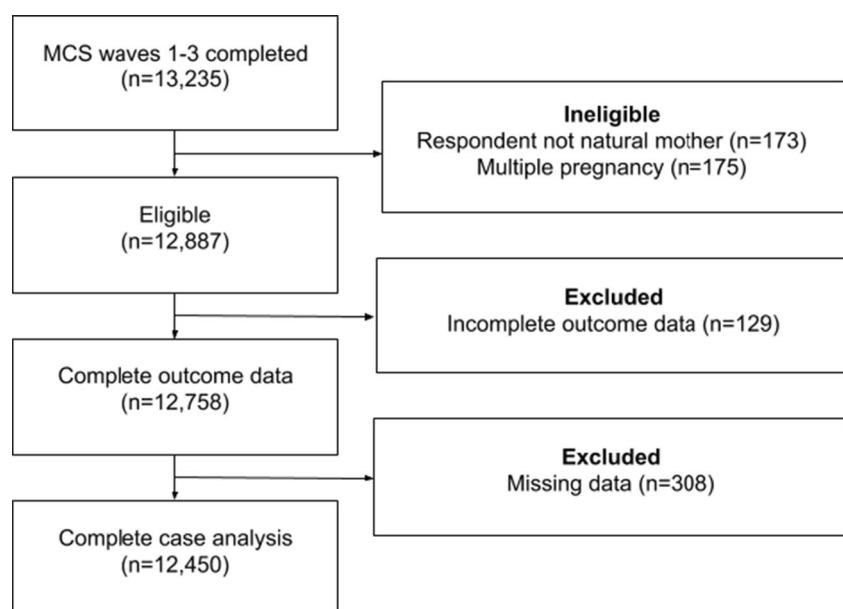 MCS waves 1-3 completed
(n=13,235)
Ineligible
Respondent not natural mother (n=173)
Multiple pregnancy (n=175)
Eligible
(n=12,887)
Excluded
Incomplete outcome data (n=129)
Complete outcome data
(n=12,758)
Excluded
Missing data (n=308)
Complete case analysis
(n=12,450)